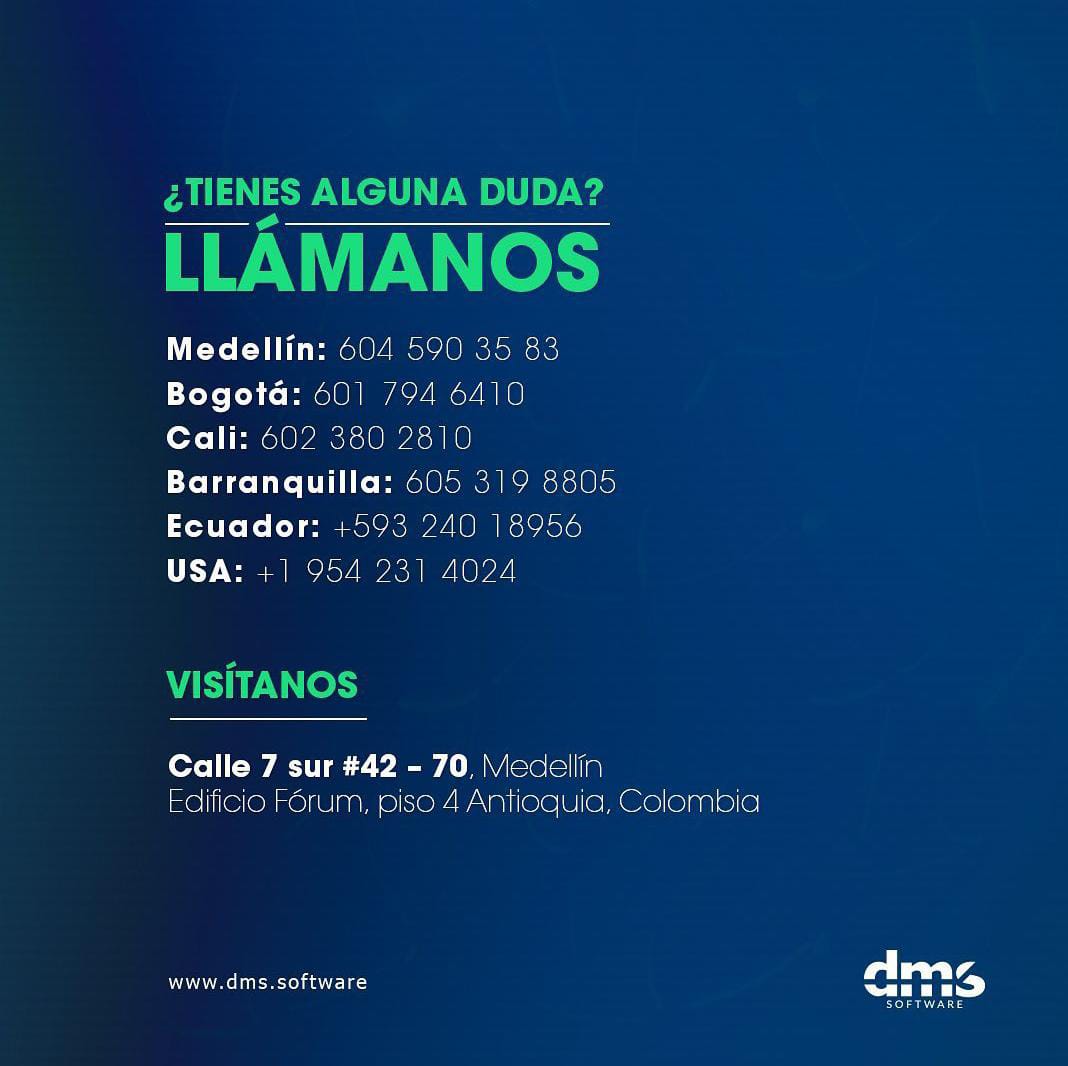 ¿TIENES ALGUNA DUDA?
LLÁMANOS
Medellín: 604 590 35 83
Bogotá: 601 794 6410
Cali: 602 380 2810
Barranquilla: 605 319 8805
Ecuador: +593 240 18956
USA: +1 954 231 4024
VISÍTANOS
Calle 7 sur #42 – 70, Medellín
Edificio Fórum, piso 4 Antioquia, Colombia
www.dms.software
dms
SOFTWARE